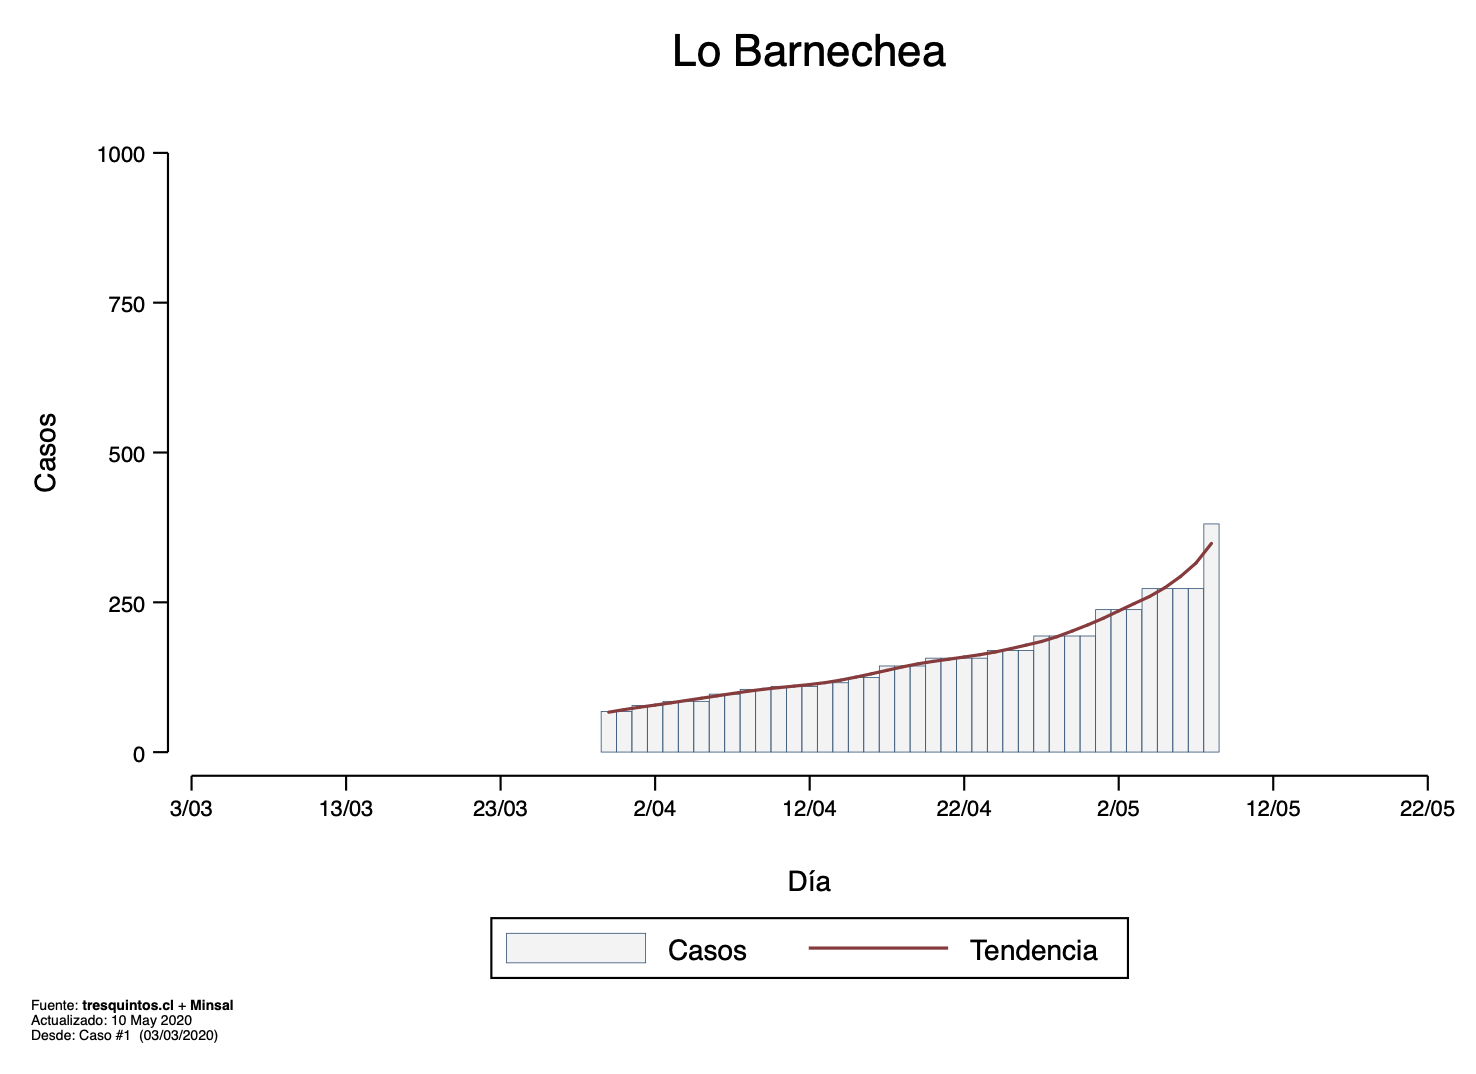 Lo Barnechea
1000
750
500
250
0
Casos
3/03 13/03 23/03 2/04 12/04 22/04 2/05 12/05 22/05
Día
Casos Tendencia
Fuente: tresquintos.cl + Minsal
Actualizado: 10 May 2020
Desde: Caso #1 (03/03/2020)